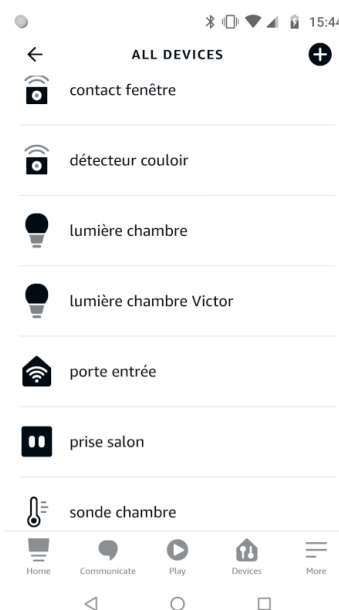 15:44
ALL DEVICES
contact fenêtre
détecteur couloir
lumière chambre
lumière chambre Victor
porte entrée
prise salon
sonde chambre
Home Communicate Play Devices More